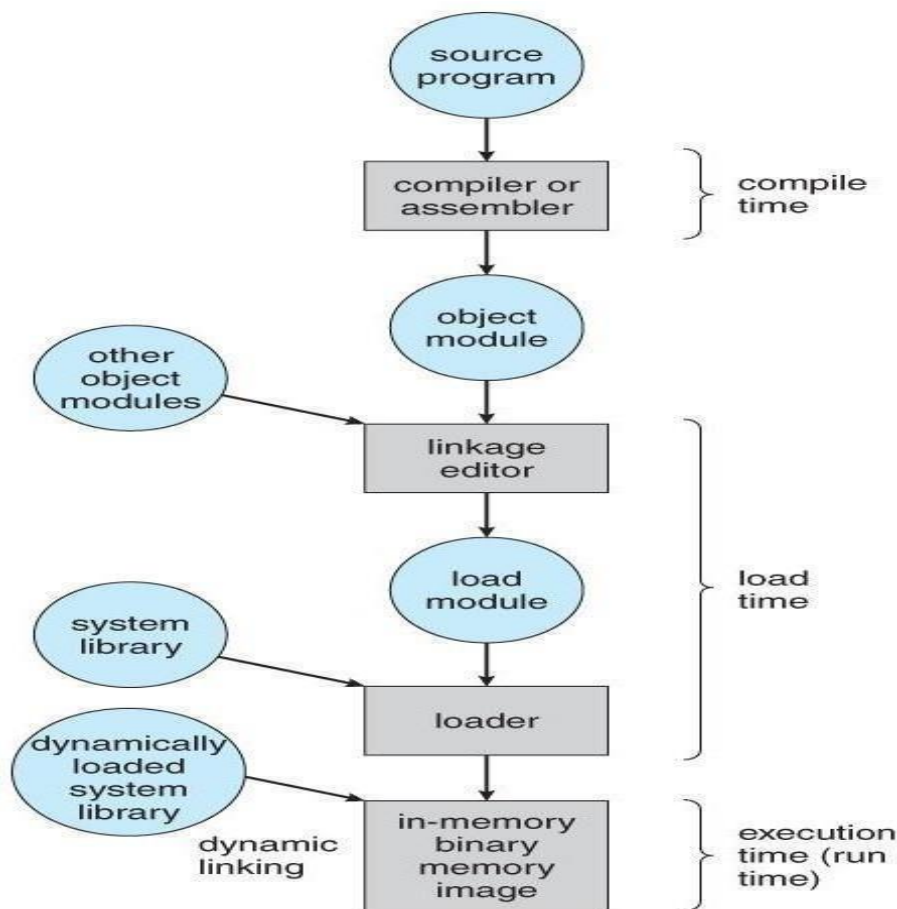 source
program
compiler or
assembler
compile
time
object
module
other
object
modules
linkage
editor
load
module
load
time
system
library
loader
dynamically
loaded
system
library
dynamic
linking
in-memory
binary
memory
image
execution
time (run
time)